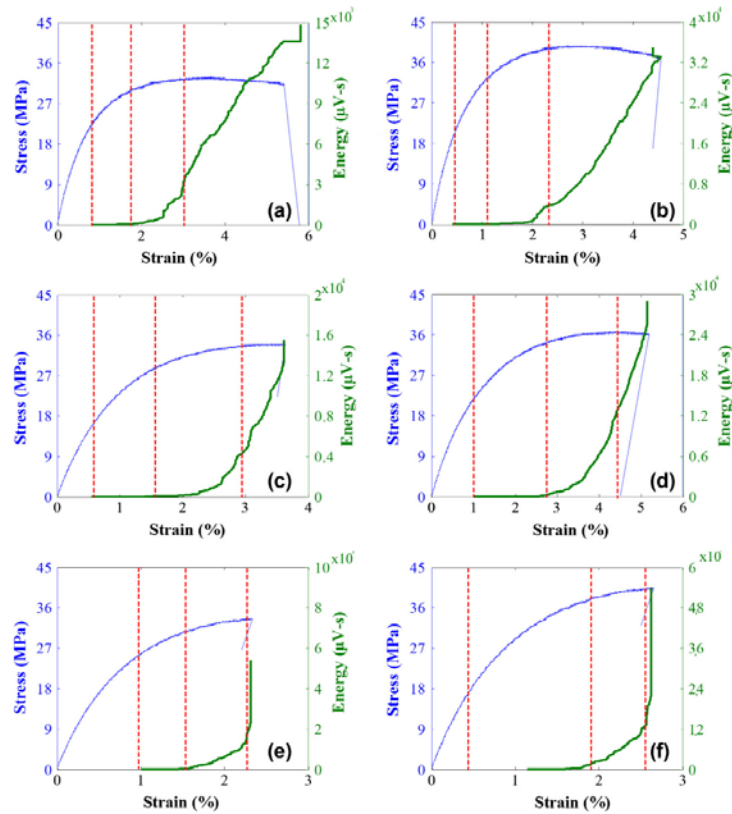 45
36
27
18
9
0
Stress (MPa)
0 2 4 6 8
Strain (%)
15
12
9
6
3
0
Energy (µV-s)
(a)
45
36
27
18
9
0
Stress (MPa)
0 1 2 3 4 5
Strain (%)
x10⁴
4
3.2
2.4
1.6
0.8
0
Energy (µV-s)
(b)
45
36
27
18
9
0
Stress (MPa)
0 1 2 3 4
Strain (%)
x10⁴
2
1.6
1.2
0.8
0.4
0
Energy (µV-s)
(c)
45
36
27
18
9
0
Stress (MPa)
0 1 2 3 4 5 6
Strain (%)
x10⁴
3
2.4
1.8
1.2
0.6
0
Energy (µV-s)
(d)
45
36
27
18
9
0
Stress (MPa)
0 1 2 3
Strain (%)
10
8
6
4
2
0
Energy (µV-s)
(e)
45
36
27
18
9
0
Stress (MPa)
0 1 2 3
Strain (%)
24
12
0
Energy (µV-s)
(f)